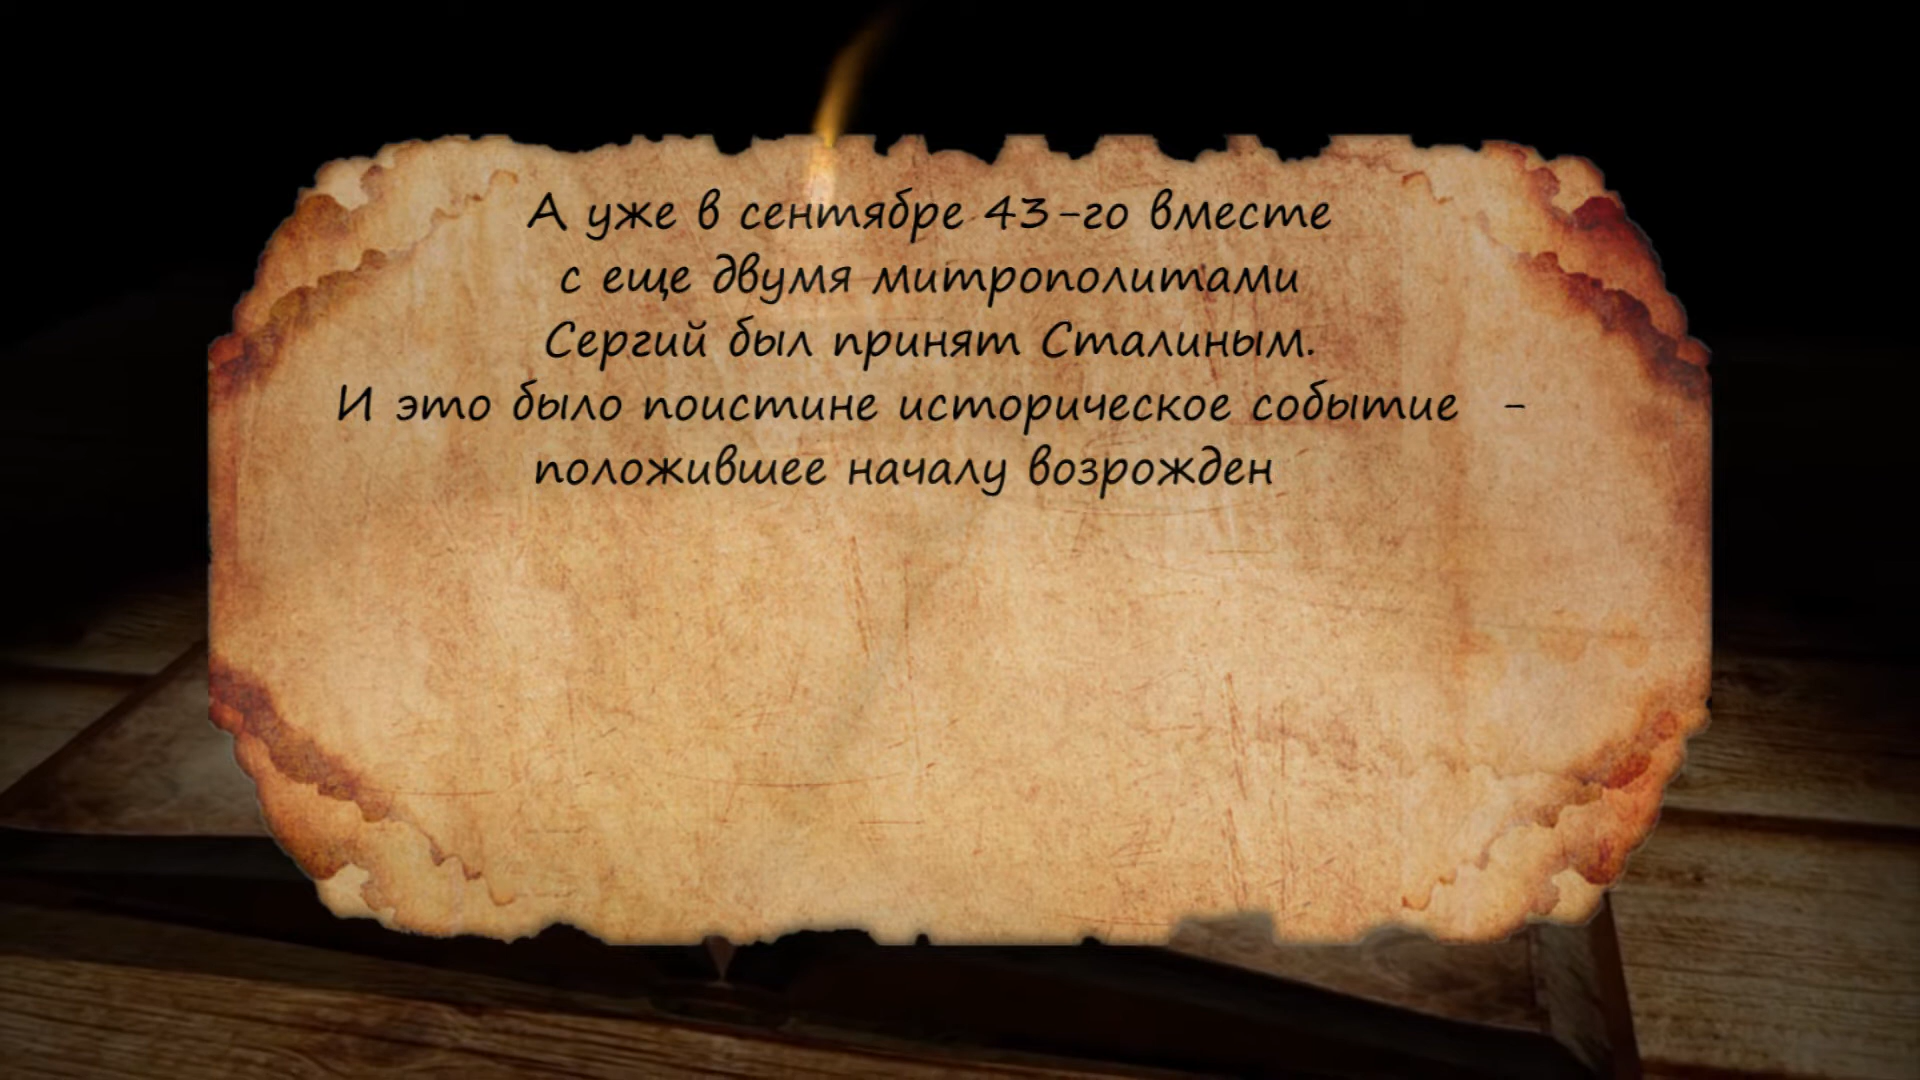 А уже в сентябре 43-го вместе
с еще двумя митрополитами
Сергий был принят Сталиным.
И это было поистине историческое событие -
положившее началу возрожден